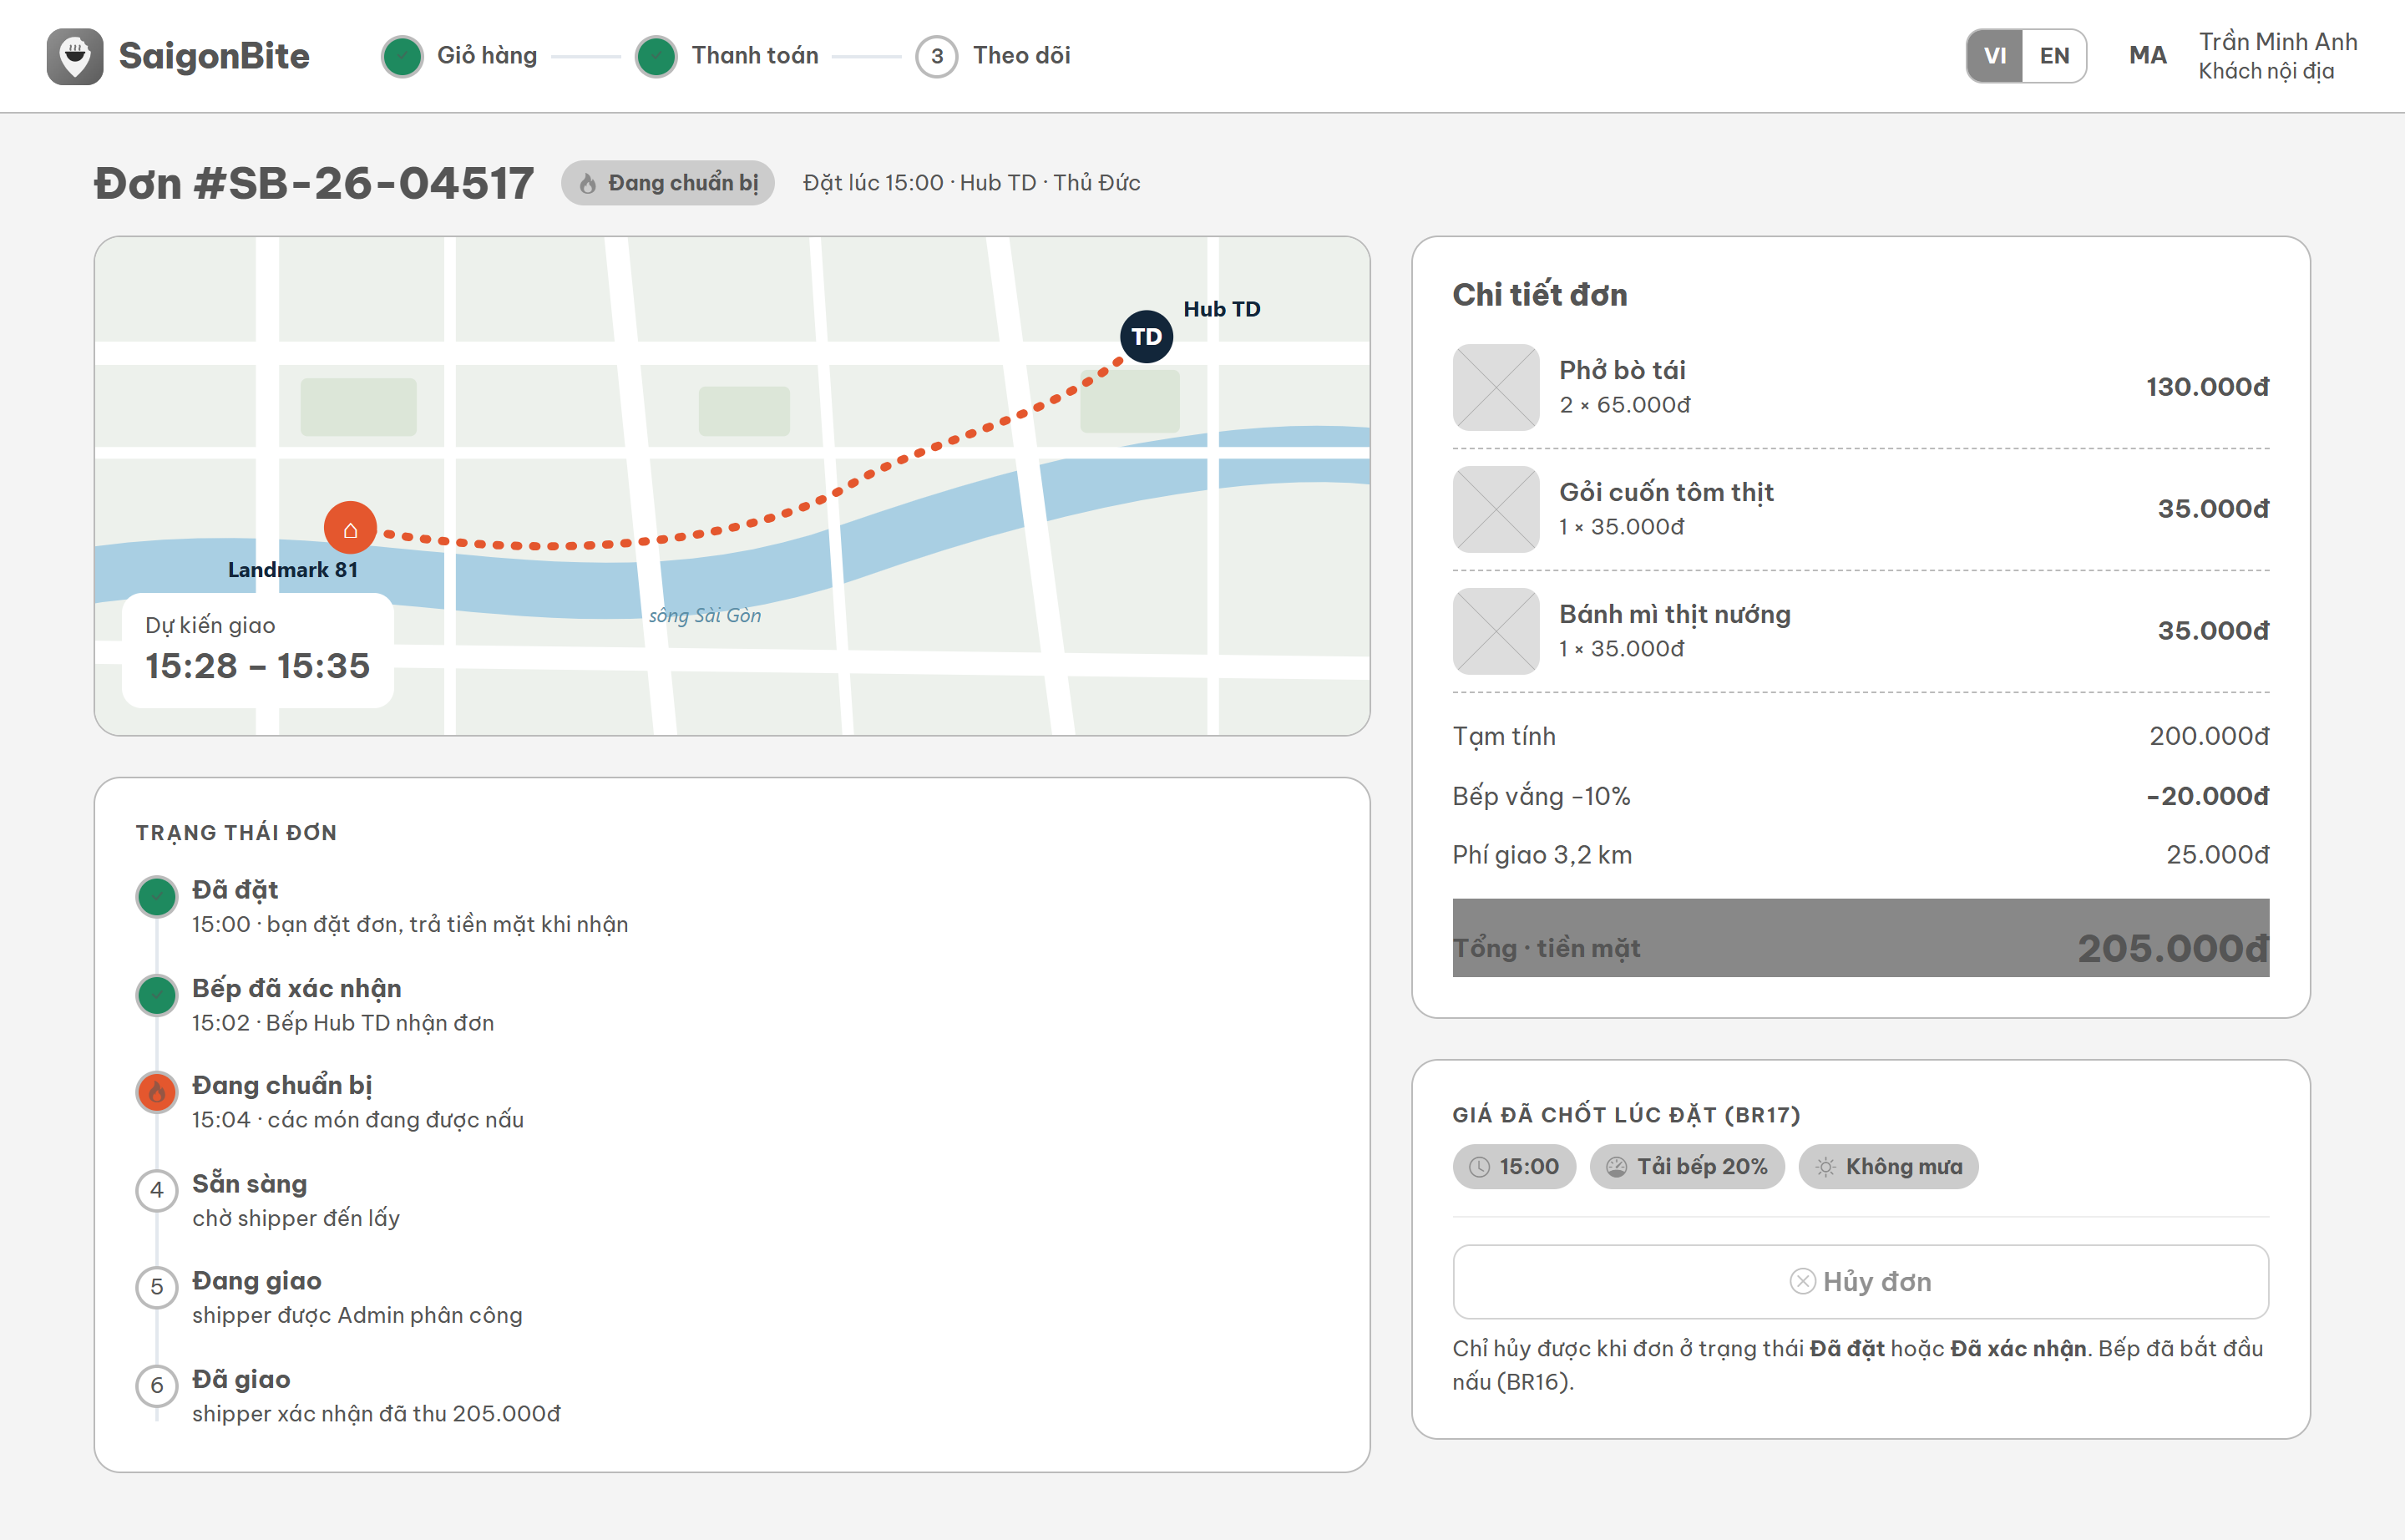 SaigonBite
Giỏ hàng
Thanh toán
3 Theo dõi
VI EN
MA
Trần Minh Anh
Khách nội địa
Đơn #SB-26-04517
Đang chuẩn bị
Đặt lúc 15:00 · Hub TD · Thủ Đức
Hub TD
TD
Landmark 81
sông Sài Gòn
Dự kiến giao
15:28 – 15:35
TRẠNG THÁI ĐƠN
Đã đặt
15:00 · bạn đặt đơn, trả tiền mặt khi nhận
Bếp đã xác nhận
15:02 · Bếp Hub TD nhận đơn
Đang chuẩn bị
15:04 · các món đang được nấu
4 Sẵn sàng
chờ shipper đến lấy
5 Đang giao
shipper được Admin phân công
6 Đã giao
shipper xác nhận đã thu 205.000đ
Chi tiết đơn
Phở bò tái
2 × 65.000đ
130.000đ
Gỏi cuốn tôm thịt
1 × 35.000đ
35.000đ
Bánh mì thịt nướng
1 × 35.000đ
35.000đ
Tạm tính 200.000đ
Bếp vắng −10% −20.000đ
Phí giao 3,2 km 25.000đ
Tổng · tiền mặt 205.000đ
GIÁ ĐÃ CHỐT LÚC ĐẶT (BR17)
15:00 Tải bếp 20% Không mưa
Hủy đơn
Chỉ hủy được khi đơn ở trạng thái Đã đặt hoặc Đã xác nhận. Bếp đã bắt đầu
nấu (BR16).